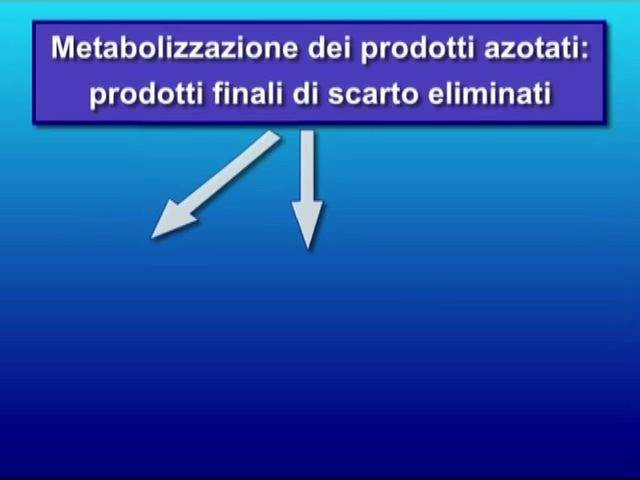 Metabolizzazione dei prodotti azotati:
prodotti finali di scarto eliminati